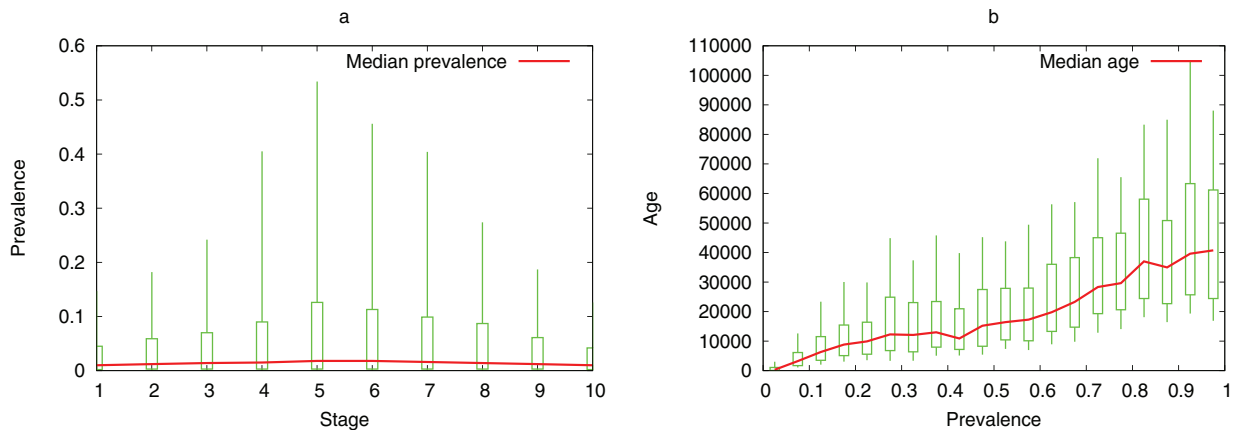 a
0.6
0.5
0.4
0.3
0.2
0.1
0
Prevalence
Median prevalence
1 2 3 4 5 6 7 8 9 10
Stage
b
110000
100000
90000
80000
70000
60000
50000
40000
30000
20000
10000
0
Age
Median age
0 0.1 0.2 0.3 0.4 0.5 0.6 0.7 0.8 0.9 1
Prevalence